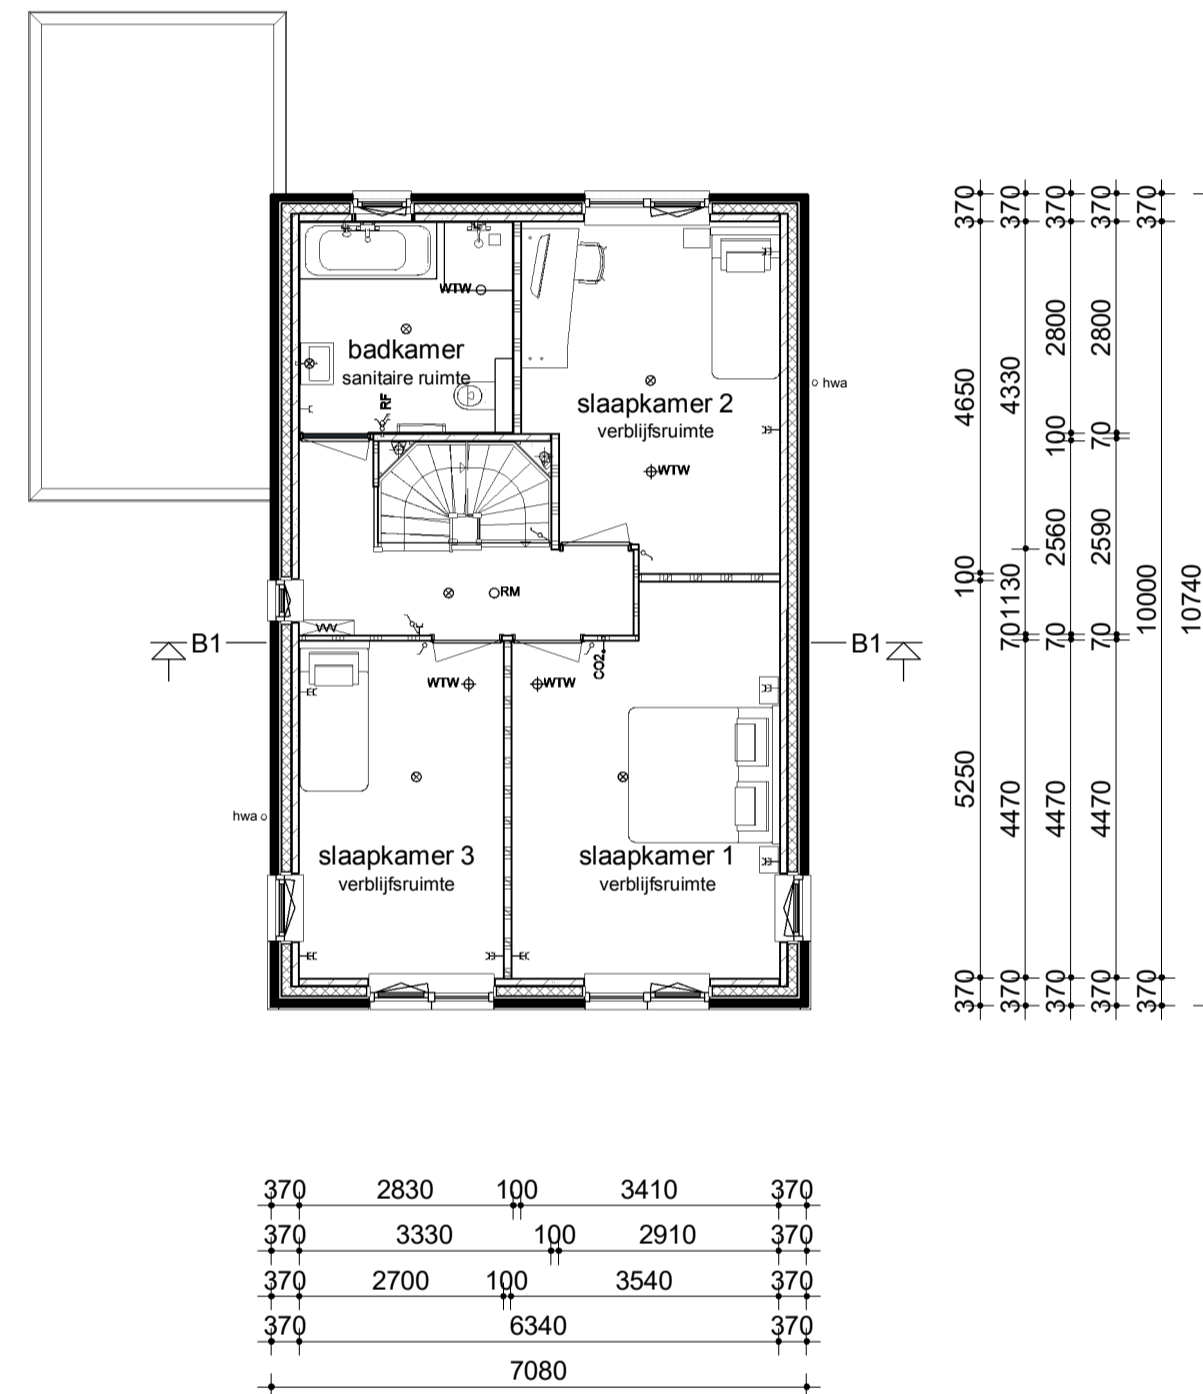 WTW
badkamer
sanitaire ruimte
RF
slaapkamer 2
verblijfsruimte
hwa
WTW
RM
B1
B1
CO2
WTW
WTW
hwa
slaapkamer 3
verblijfsruimte
slaapkamer 1
verblijfsruimte
370 4650 100 5250 370
370 4330 1130 70 4470 370
370 2800 100 2560 70 4470 370
370 2800 70 2590 70 4470 370
370 10000 370
10740
370 2830 100 3410 370
370 3330 100 2910 370
370 2700 100 3540 370
370 6340 370
7080